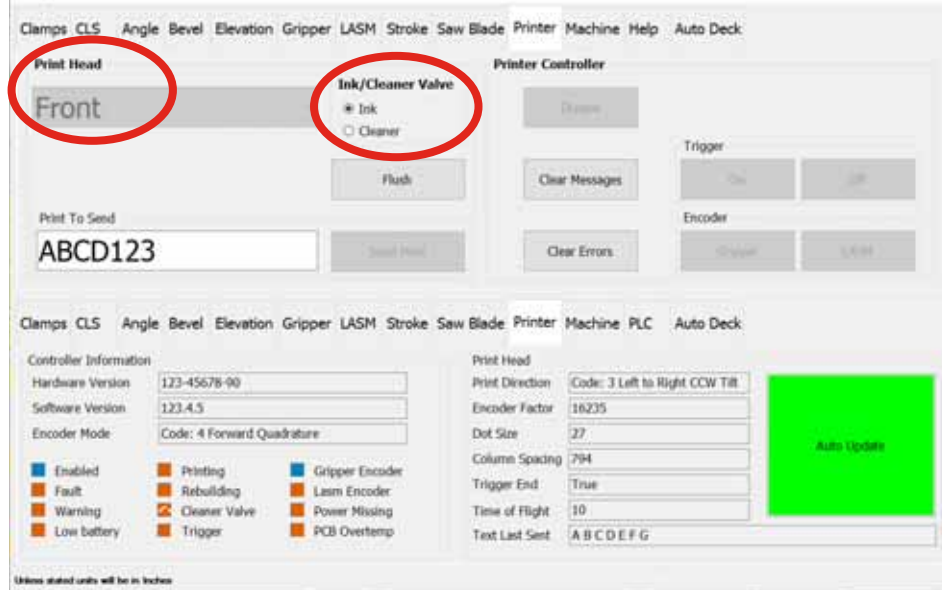 Clamps CLS Angle Bevel Elevation Gripper LASM Stroke Saw Blade Printer Machine Help Auto Deck
Print Head
Front
Ink/Cleaner Valve
Ink
Cleaner
Flush
Print To Send
ABCD123
Send Print
Printer Controller
Clear Messages
Clear Errors
Trigger
On Off
Encoder
Gripper LASM
Clamps CLS Angle Bevel Elevation Gripper LASM Stroke Saw Blade Printer Machine PLC Auto Deck
Controller Information
Hardware Version 123-45678-90
Software Version 123.4.5
Encoder Mode Code: 4 Forward Quadrature
Enabled Printing Gripper Encoder
Fault Rebuilding Lasm Encoder
Warning Cleaner Valve Power Missing
Low battery Trigger PCB Overtemp
Print Head
Print Direction Code: 3 Left to Right CCW Tilt
Encoder Factor 16235
Dot Size 27
Column Spacing 794
Trigger End True
Time of Flight 10
Text Last Sent A B C D E F G
Auto Update
Unless stated units will be in Inches